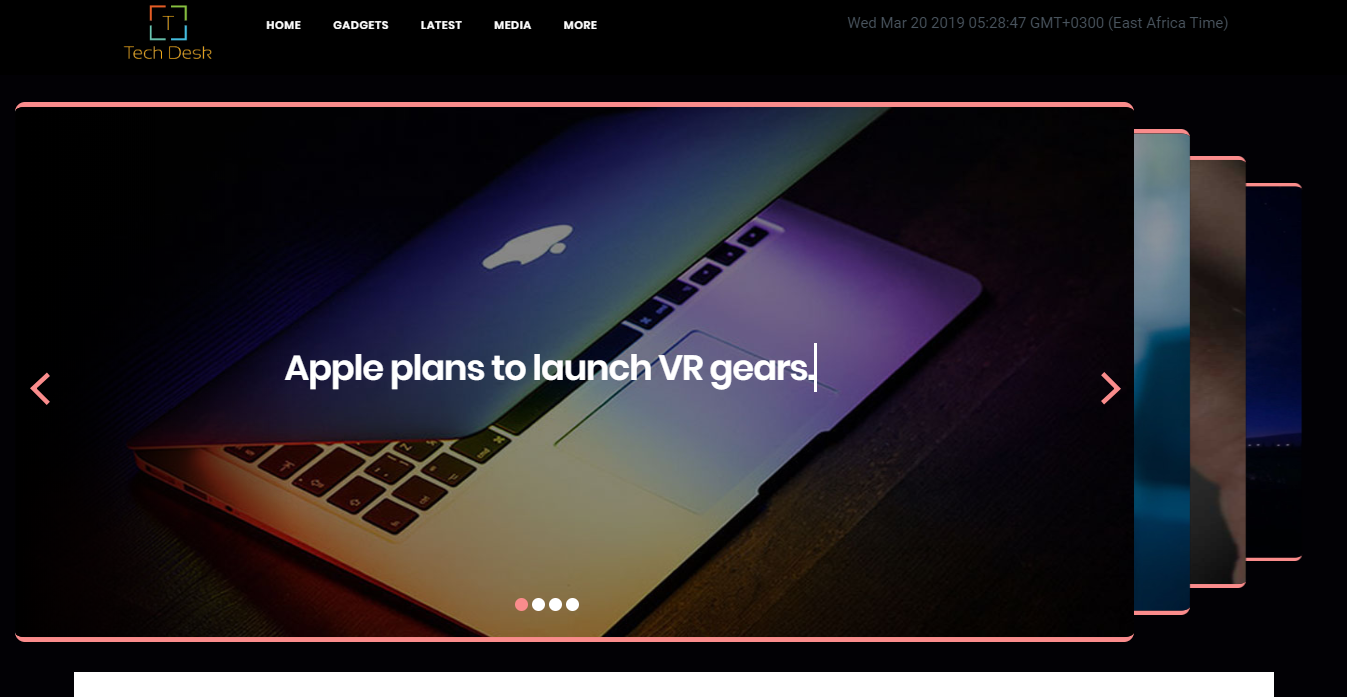 T
Tech Desk
HOME GADGETS LATEST MEDIA MORE
Wed Mar 20 2019 05:28:47 GMT+0300 (East Africa Time)
Apple plans to launch VR gears.